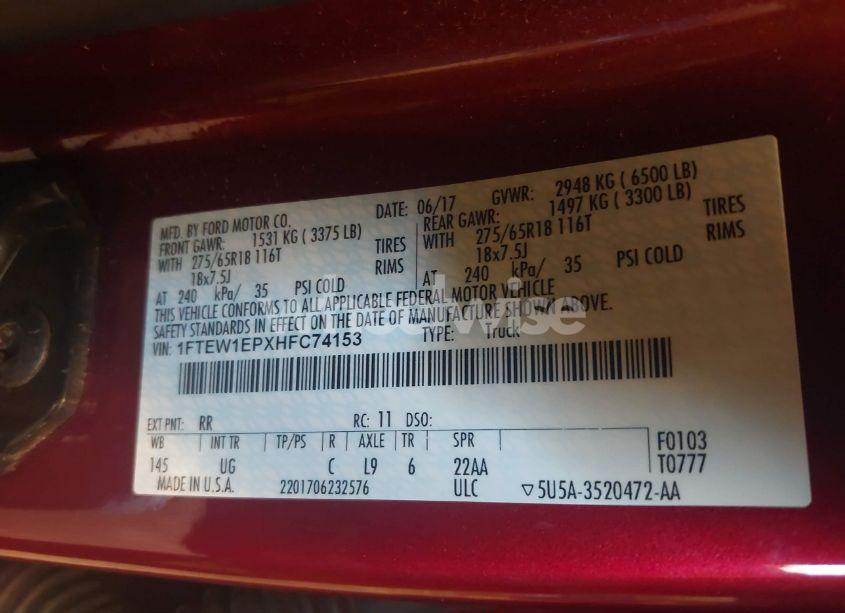 MFD. BY FORD MOTOR CO.
DATE: 06/17
GVWR: 2948 KG ( 6500 LB)
FRONT GAWR: 1531 KG ( 3375 LB)
REAR GAWR: 1497 KG ( 3300 LB)
WITH 275/65R18 116T TIRES
WITH 275/65R18 116T TIRES
18x7.5J RIMS
18x7.5J RIMS
AT 240 kPa/ 35 PSI COLD
AT 240 kPa/ 35 PSI COLD
THIS VEHICLE CONFORMS TO ALL APPLICABLE FEDERAL MOTOR VEHICLE
SAFETY STANDARDS IN EFFECT ON THE DATE OF MANUFACTURE SHOWN ABOVE.
VIN: 1FTEW1EPXHFC74153 TYPE: Truck
EXT PNT: RR RC: 11 DSO:
WB INT TR TP/PS R AXLE TR SPR F0103
145 UG C L9 6 22AA T0777
MADE IN U.S.A. 2201706232576 ULC ▽5U5A-3520472-AA